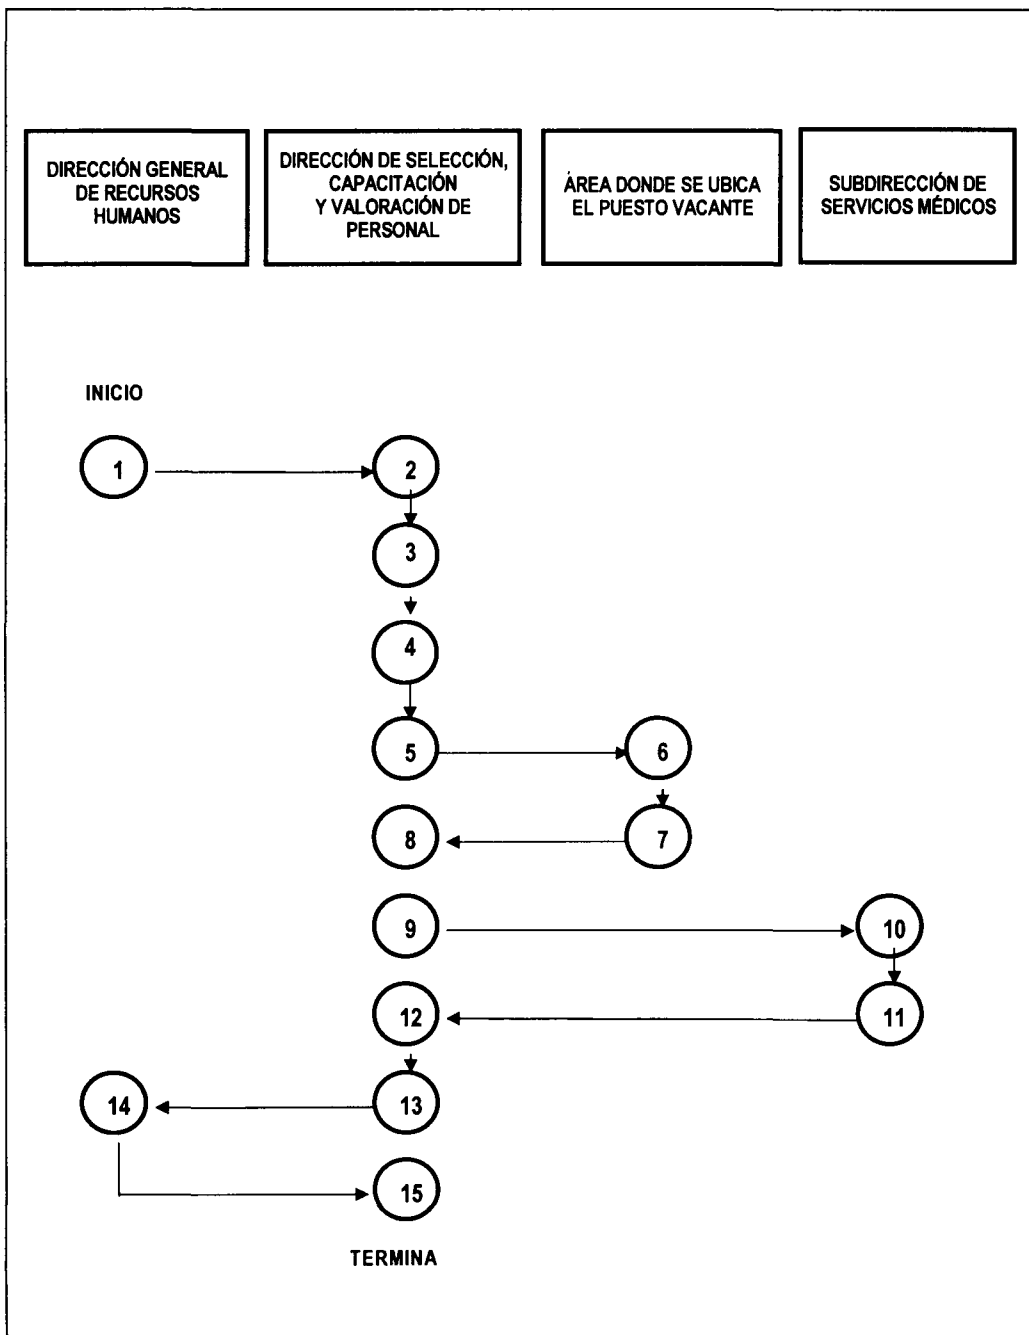 DIRECCIÓN GENERAL
DE RECURSOS
HUMANOS
DIRECCIÓN DE SELECCIÓN,
CAPACITACIÓN
Y VALORACIÓN DE
PERSONAL
ÁREA DONDE SE UBICA
EL PUESTO VACANTE
SUBDIRECCIÓN DE
SERVICIOS MÉDICOS
INICIO
1
2
3
4
5
6
8
7
9
10
12
11
14
13
15
TERMINA